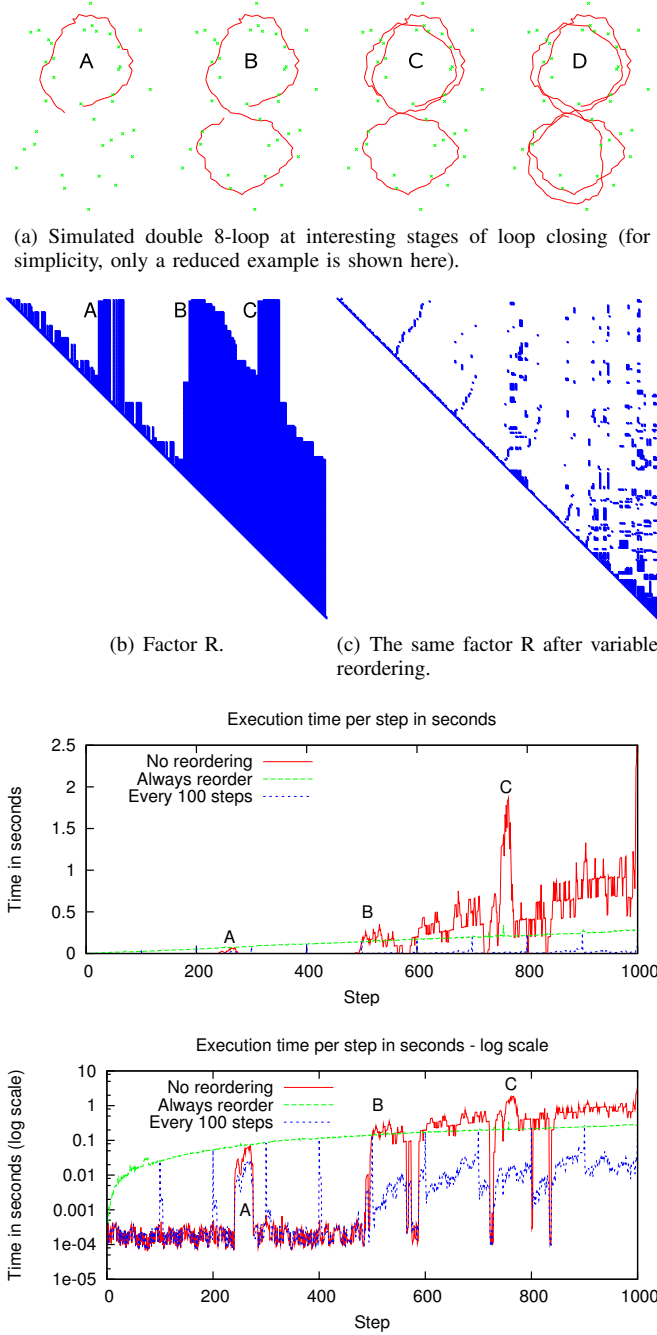 A
B
C
D
(a) Simulated double 8-loop at interesting stages of loop closing (for
simplicity, only a reduced example is shown here).
A
B
C
(b) Factor R.
(c) The same factor R after variable
reordering.
Execution time per step in seconds
Time in seconds
2.5
2
1.5
1
0.5
0
No reordering
Always reorder
Every 100 steps
A
B
C
0
200
400
600
800
1000
Step
Execution time per step in seconds - log scale
Time in seconds (log scale)
10
1
0.1
0.01
0.001
1e-04
1e-05
No reordering
Always reorder
Every 100 steps
A
B
C
0
200
400
600
800
1000
Step